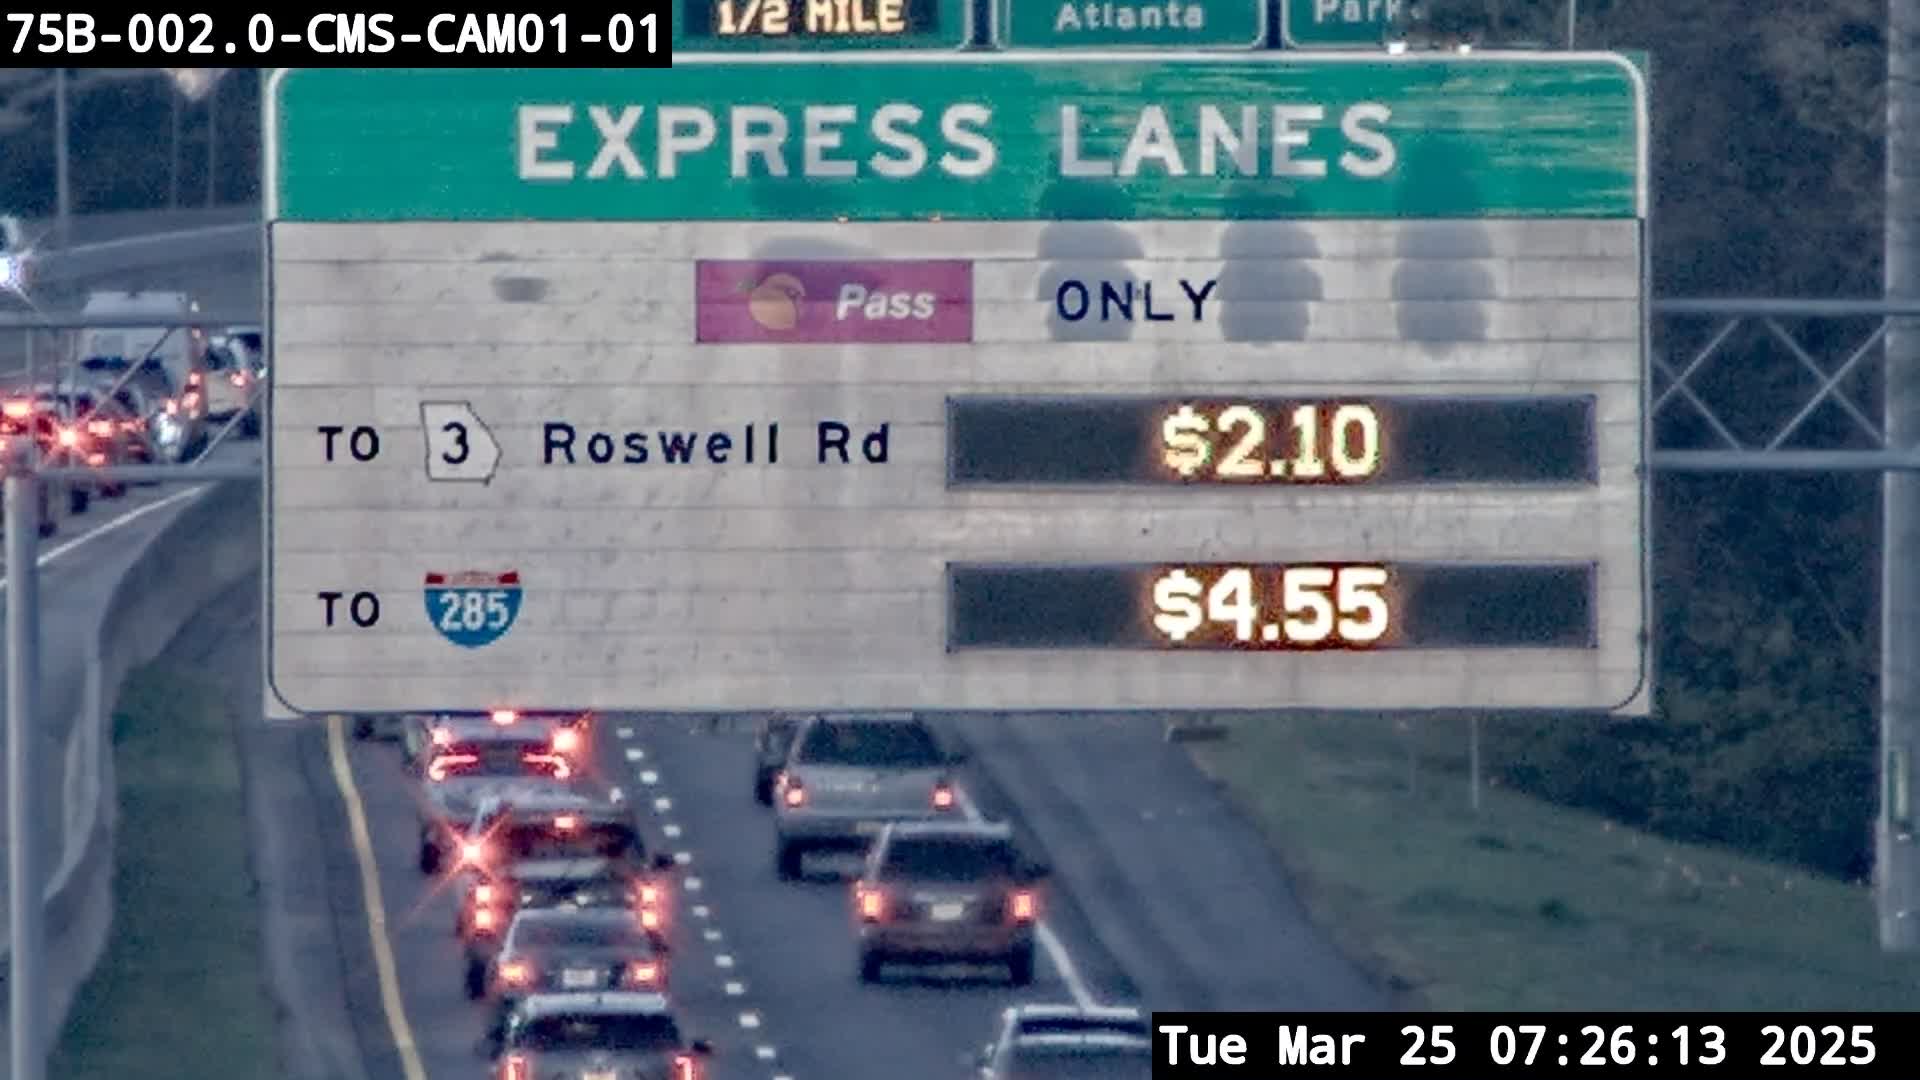 75B-002.0-CMS-CAM01-01
1/2 MILE
Atlanta
Park
EXPRESS LANES
Pass ONLY
TO 3 Roswell Rd $2.10
TO 285 $4.55
Tue Mar 25 07:26:13 2025